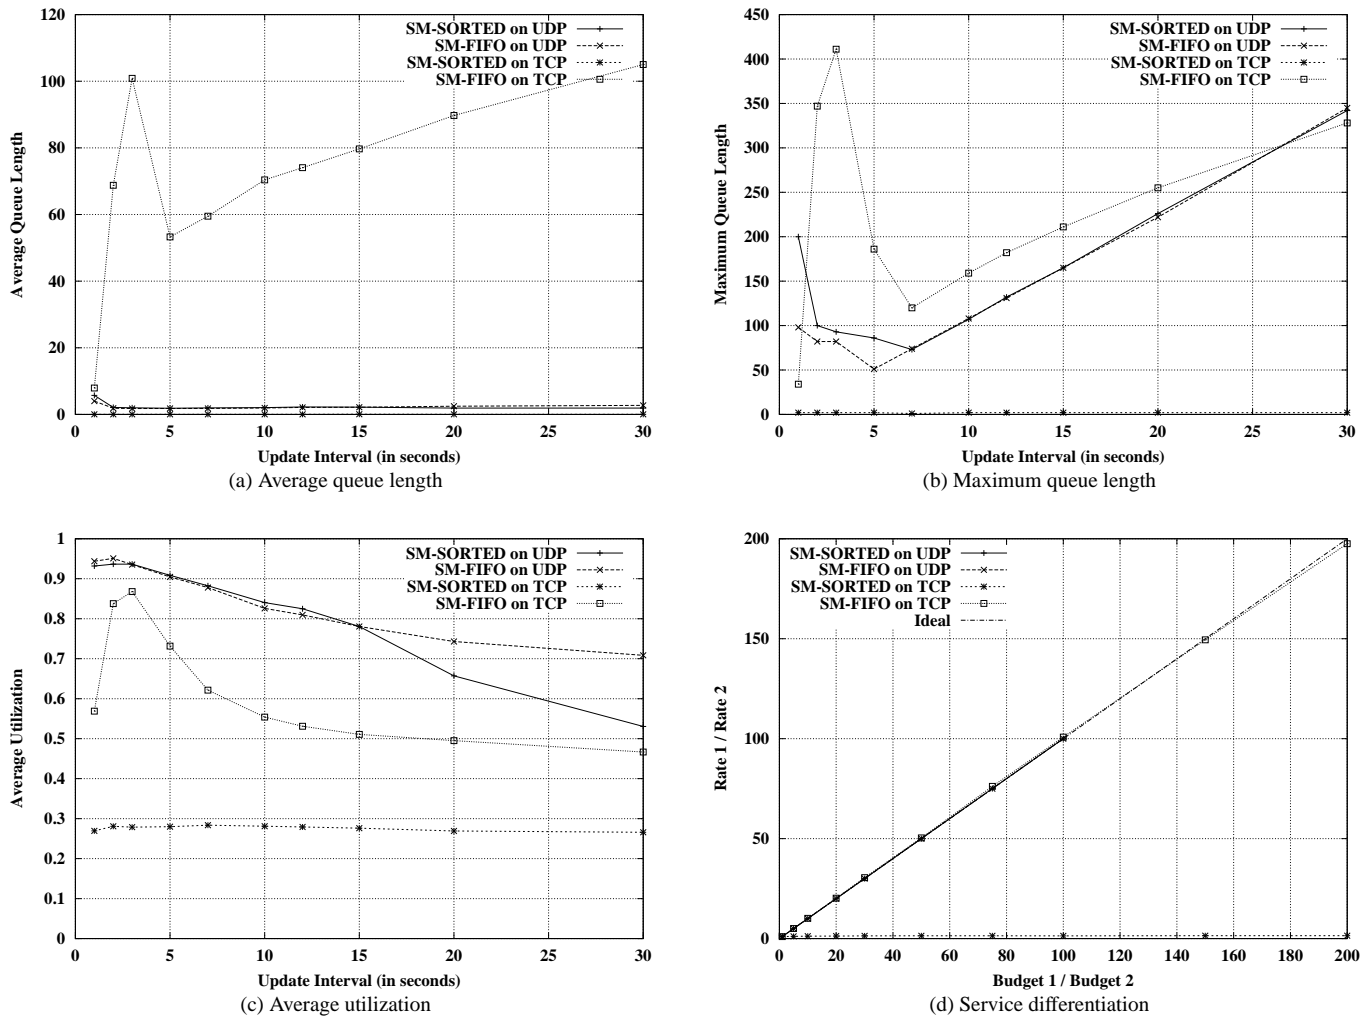 120
100
80
60
40
20
0
Average Queue Length
SM-SORTED on UDP
SM-FIFO on UDP
SM-SORTED on TCP
SM-FIFO on TCP
0 5 10 15 20 25 30
Update Interval (in seconds)
(a) Average queue length
450
400
350
300
250
200
150
100
50
0
Maximum Queue Length
SM-SORTED on UDP
SM-FIFO on UDP
SM-SORTED on TCP
SM-FIFO on TCP
0 5 10 15 20 25 30
Update Interval (in seconds)
(b) Maximum queue length
1
0.9
0.8
0.7
0.6
0.5
0.4
0.3
0.2
0.1
0
Average Utilization
SM-SORTED on UDP
SM-FIFO on UDP
SM-SORTED on TCP
SM-FIFO on TCP
0 5 10 15 20 25 30
Update Interval (in seconds)
(c) Average utilization
200
150
100
50
0
Rate 1 / Rate 2
SM-SORTED on UDP
SM-FIFO on UDP
SM-SORTED on TCP
SM-FIFO on TCP
Ideal
0 20 40 60 80 100 120 140 160 180 200
Budget 1 / Budget 2
(d) Service differentiation